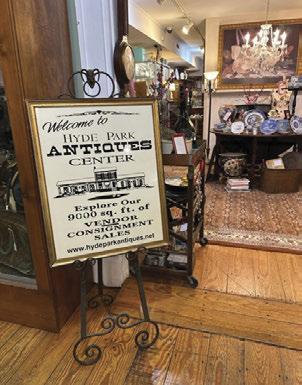 Welcome to
HYDE PARK
ANTIQUES
CENTER
Explore Our
9000 sq. ft. of
VENDOR
CONSIGNMENT
SALES
www.hydeparkantiques.net